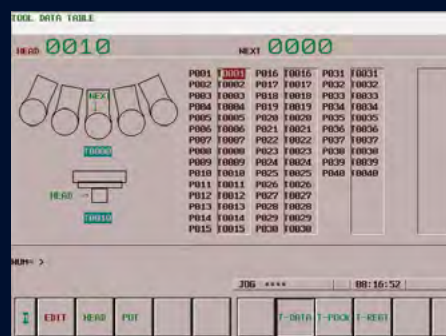 TOOL DATA TABLE
HEAD 0010 NEXT 0000
P001 T0001 P016 T0016 P031 T0031
P002 T0002 P017 T0017 P032 T0032
P003 T0003 P018 T0018 P033 T0033
P004 T0004 P019 T0019 P034 T0034
P005 T0005 P020 T0020 P035 T0035
P006 T0006 P021 T0021 P036 T0036
P007 T0007 P022 T0022 P037 T0037
P008 T0008 P023 T0023 P038 T0038
P009 T0009 P024 T0024 P039 T0039
P010 T0010 P025 T0025 P040 T0040
P011 T0011 P026 T0026
P012 T0012 P027 T0027
P013 T0013 P028 T0028
P014 T0014 P029 T0029
P015 T0015 P030 T0030
NEXT
T0000
HEAD
T0010
NUM= >
JOG **** 08:16:52
EDIT HEAD POT T-DATA T-POCK T-REGI